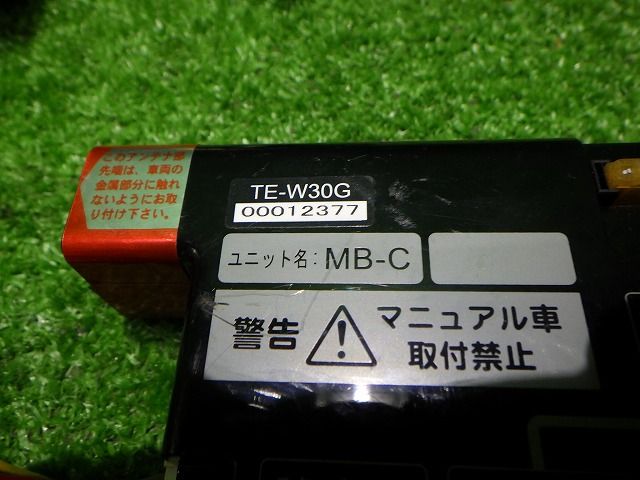 このアンテナ部
先端は、車両の
金属部分に触れ
ないようにお取
り付け下さい。
TE-W30G
00012377
ユニット名：MB-C
警告
マニュアル車
取付禁止